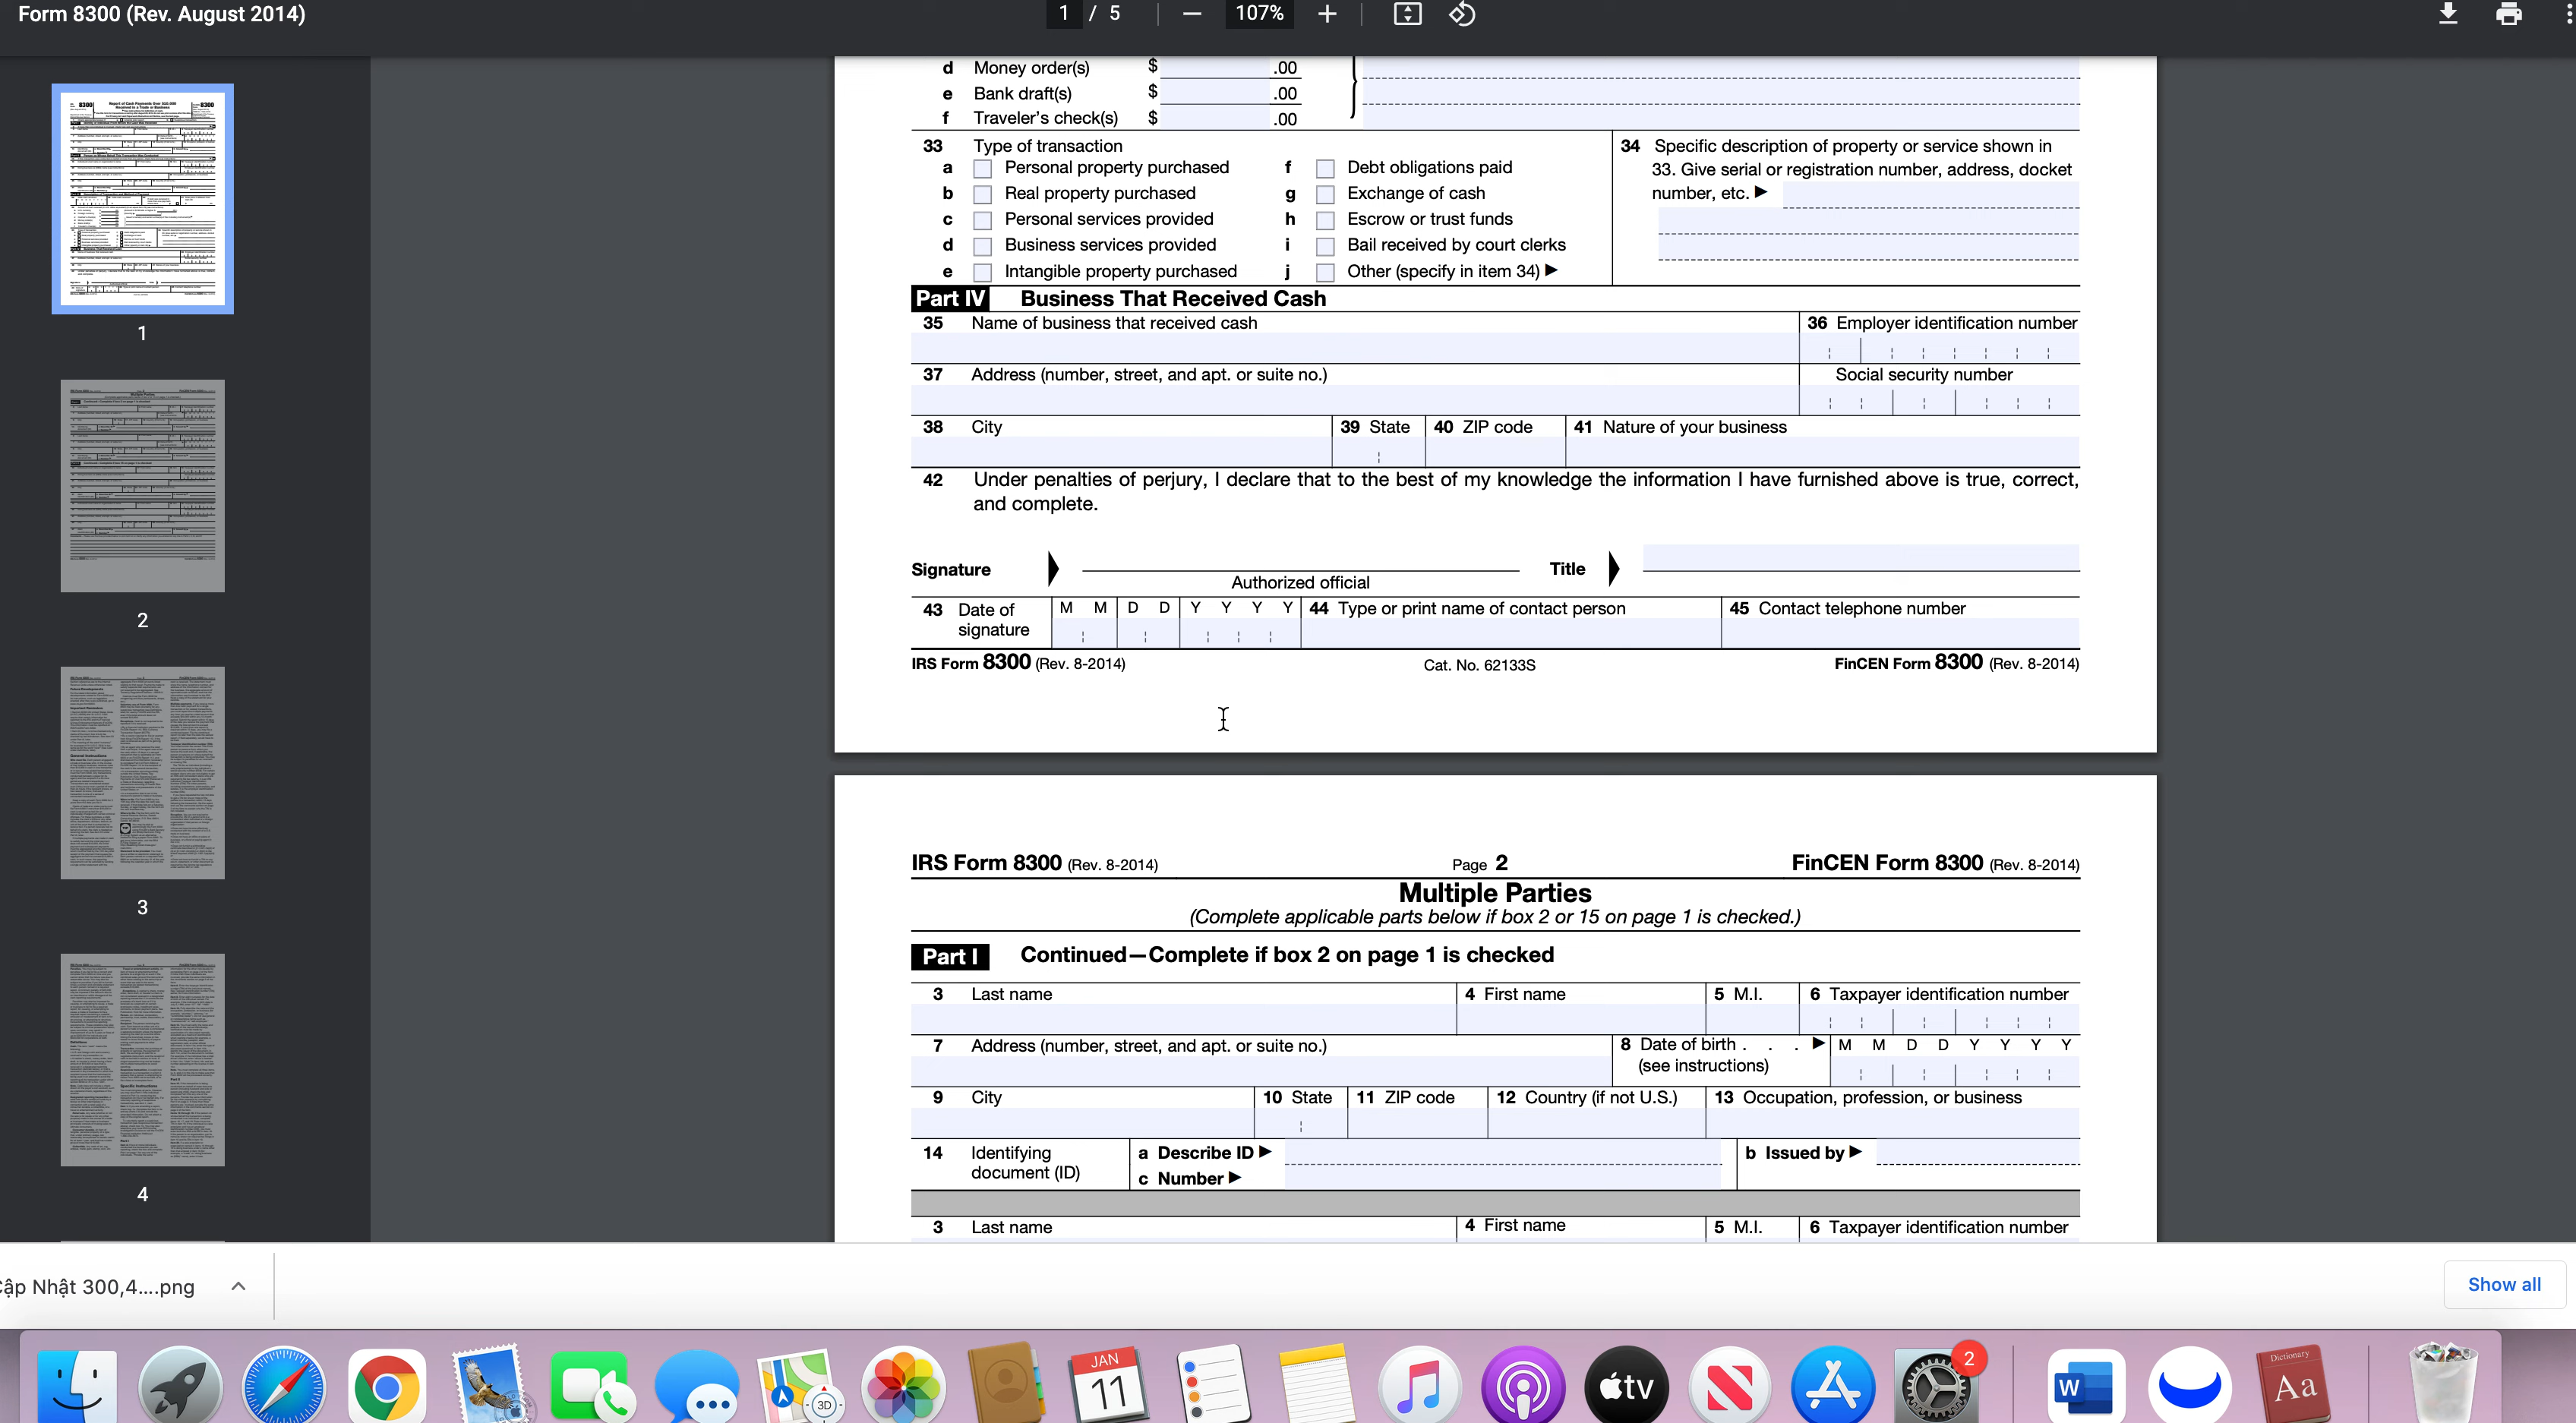 Form 8300 (Rev. August 2014)
1 / 5
107%
1
2
3
4
d Money order(s) $ .00
e Bank draft(s) $ .00
f Traveler's check(s) $ .00
33 Type of transaction
a Personal property purchased
b Real property purchased
c Personal services provided
d Business services provided
e Intangible property purchased
f Debt obligations paid
g Exchange of cash
h Escrow or trust funds
i Bail received by court clerks
j Other (specify in item 34) ▶
34 Specific description of property or service shown in
33. Give serial or registration number, address, docket
number, etc. ▶
Part IV Business That Received Cash
35 Name of business that received cash
36 Employer identification number
37 Address (number, street, and apt. or suite no.)
Social security number
38 City
39 State
40 ZIP code
41 Nature of your business
42 Under penalties of perjury, I declare that to the best of my knowledge the information I have furnished above is true, correct,
and complete.
Signature
Authorized official
Title
43 Date of
signature
M M D D Y Y Y Y
44 Type or print name of contact person
45 Contact telephone number
IRS Form 8300 (Rev. 8-2014) Cat. No. 62133S FinCEN Form 8300 (Rev. 8-2014)
IRS Form 8300 (Rev. 8-2014) Page 2 FinCEN Form 8300 (Rev. 8-2014)
Multiple Parties
(Complete applicable parts below if box 2 or 15 on page 1 is checked.)
Part I Continued—Complete if box 2 on page 1 is checked
3 Last name
4 First name
5 M.I.
6 Taxpayer identification number
7 Address (number, street, and apt. or suite no.)
8 Date of birth . . . ▶
(see instructions)
M M D D Y Y Y Y
9 City
10 State
11 ZIP code
12 Country (if not U.S.)
13 Occupation, profession, or business
14 Identifying
document (ID)
a Describe ID ▶
c Number ▶
b Issued by ▶
3 Last name
4 First name
5 M.I.
6 Taxpayer identification number
Cập Nhật 300,4....png
Show all
3D
JAN
11
tv
2
W
Dictionary
Aa